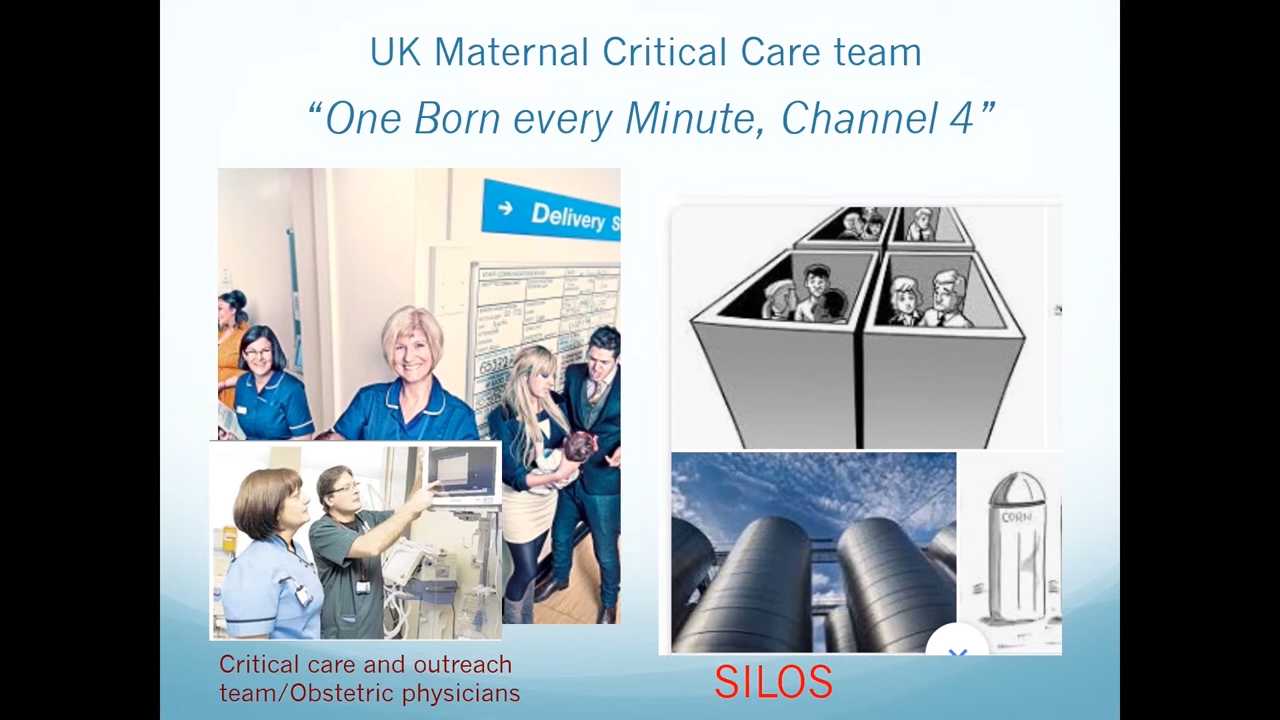 UK Maternal Critical Care team
“One Born every Minute, Channel 4”
→ Delivery S
CORN
Critical care and outreach
team/Obstetric physicians
SILOS